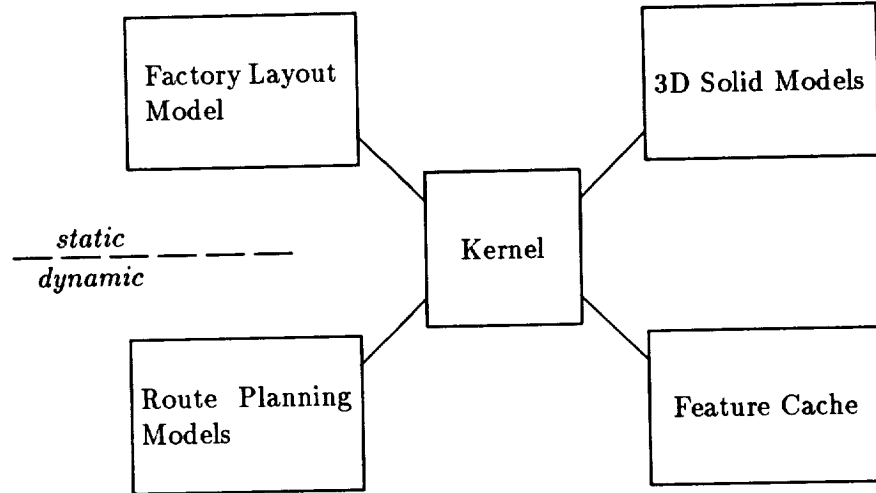 Factory Layout
Model
3D Solid Models
static
dynamic
Kernel
Route Planning
Models
Feature Cache